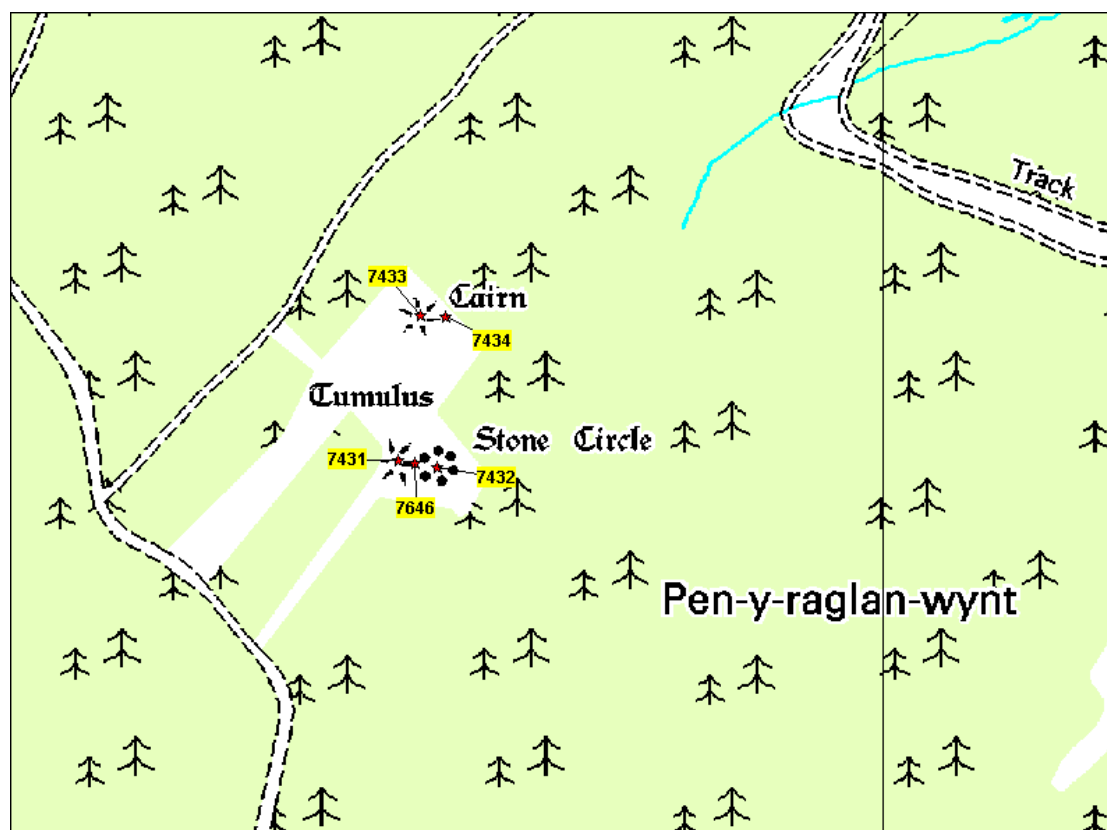 Track
7433
Cairn
7434
Tumulus
Stone Circle
7431
7432
7646
Pen-y-raglan-wynt